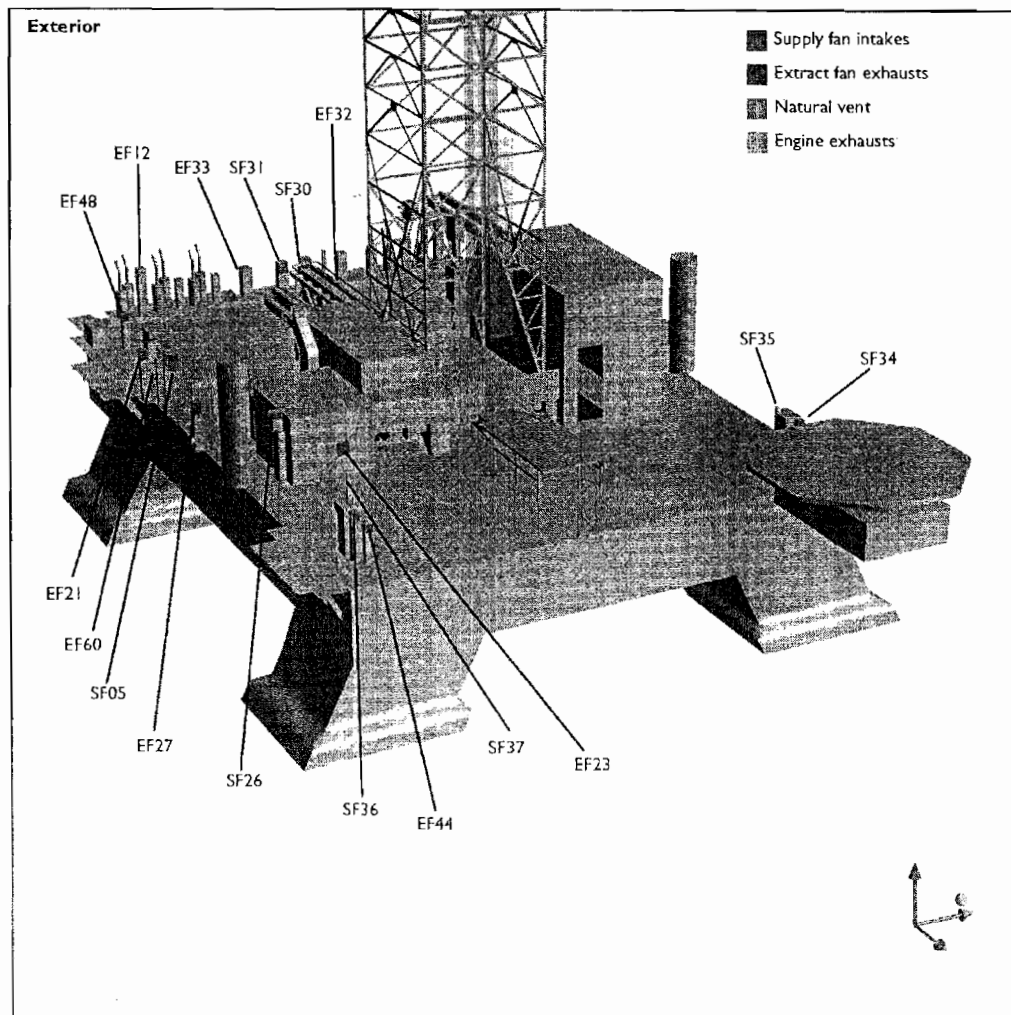 Exterior
Supply fan intakes
Extract fan exhausts
Natural vent
Engine exhausts
EF32
EF12
EF33
SF31
SF30
EF48
SF35
SF34
EF21
EF60
SF05
EF27
SF26
SF36
EF44
SF37
EF23